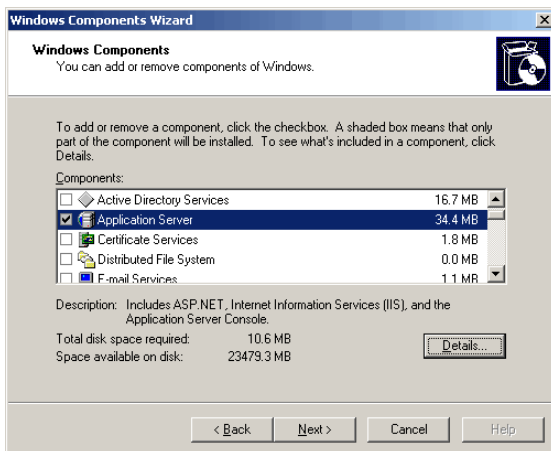 Windows Components Wizard
Windows Components
You can add or remove components of Windows.
To add or remove a component, click the checkbox. A shaded box means that only
part of the component will be installed. To see what's included in a component, click
Details.
Components:
Active Directory Services 16.7 MB
Application Server 34.4 MB
Certificate Services 1.8 MB
Distributed File System 0.0 MB
E-mail Services 1.1 MB
Description: Includes ASP.NET, Internet Information Services (IIS), and the
Application Server Console.
Total disk space required: 10.6 MB
Space available on disk: 23479.3 MB
Details...
< Back Next > Cancel Help